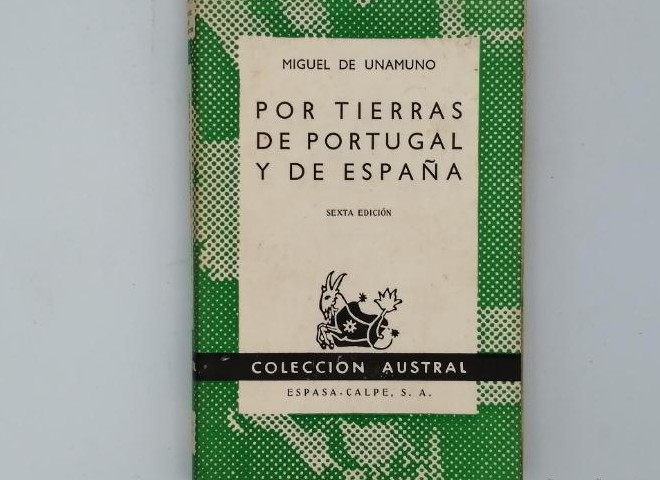 MIGUEL DE UNAMUNO
POR TIERRAS
DE PORTUGAL
Y DE ESPAÑA
SEXTA EDICIÓN
COLECCIÓN AUSTRAL
ESPASA-CALPE, S. A.